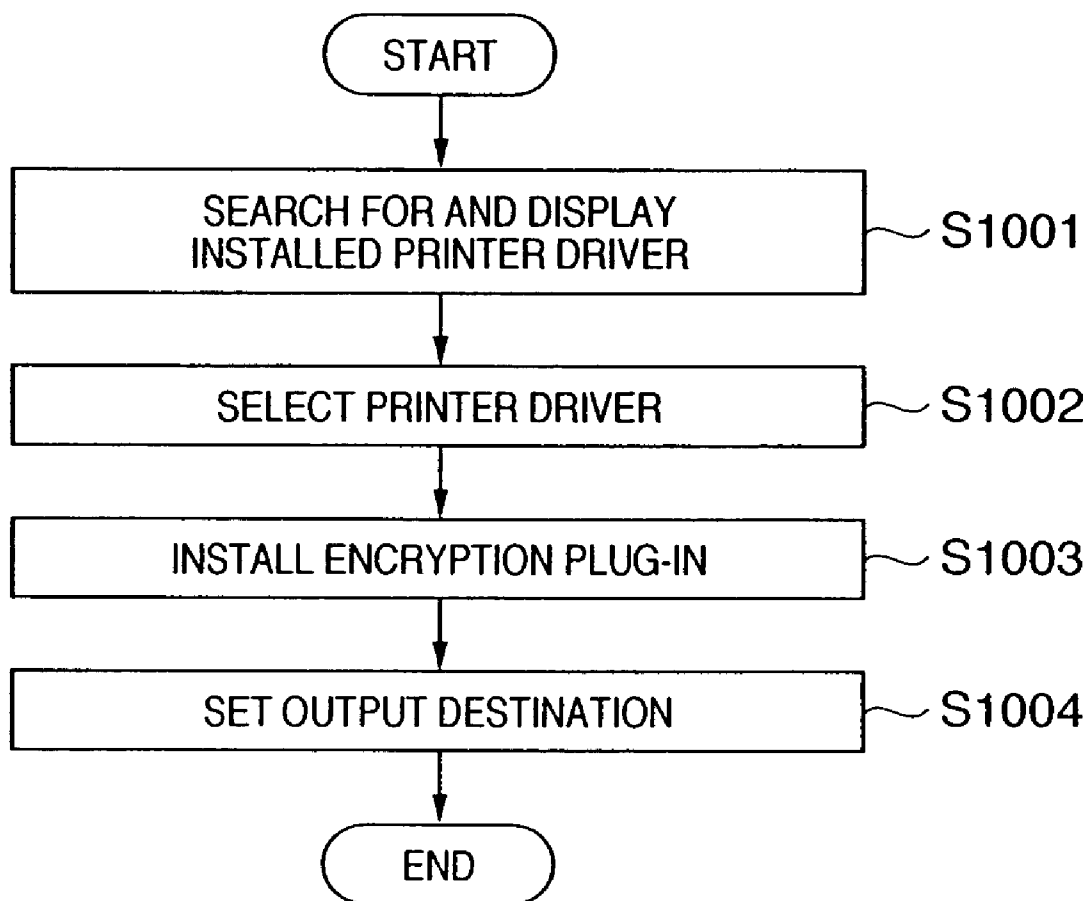 START
SEARCH FOR AND DISPLAY
INSTALLED PRINTER DRIVER
S1001
SELECT PRINTER DRIVER
S1002
INSTALL ENCRYPTION PLUG-IN
S1003
SET OUTPUT DESTINATION
S1004
END